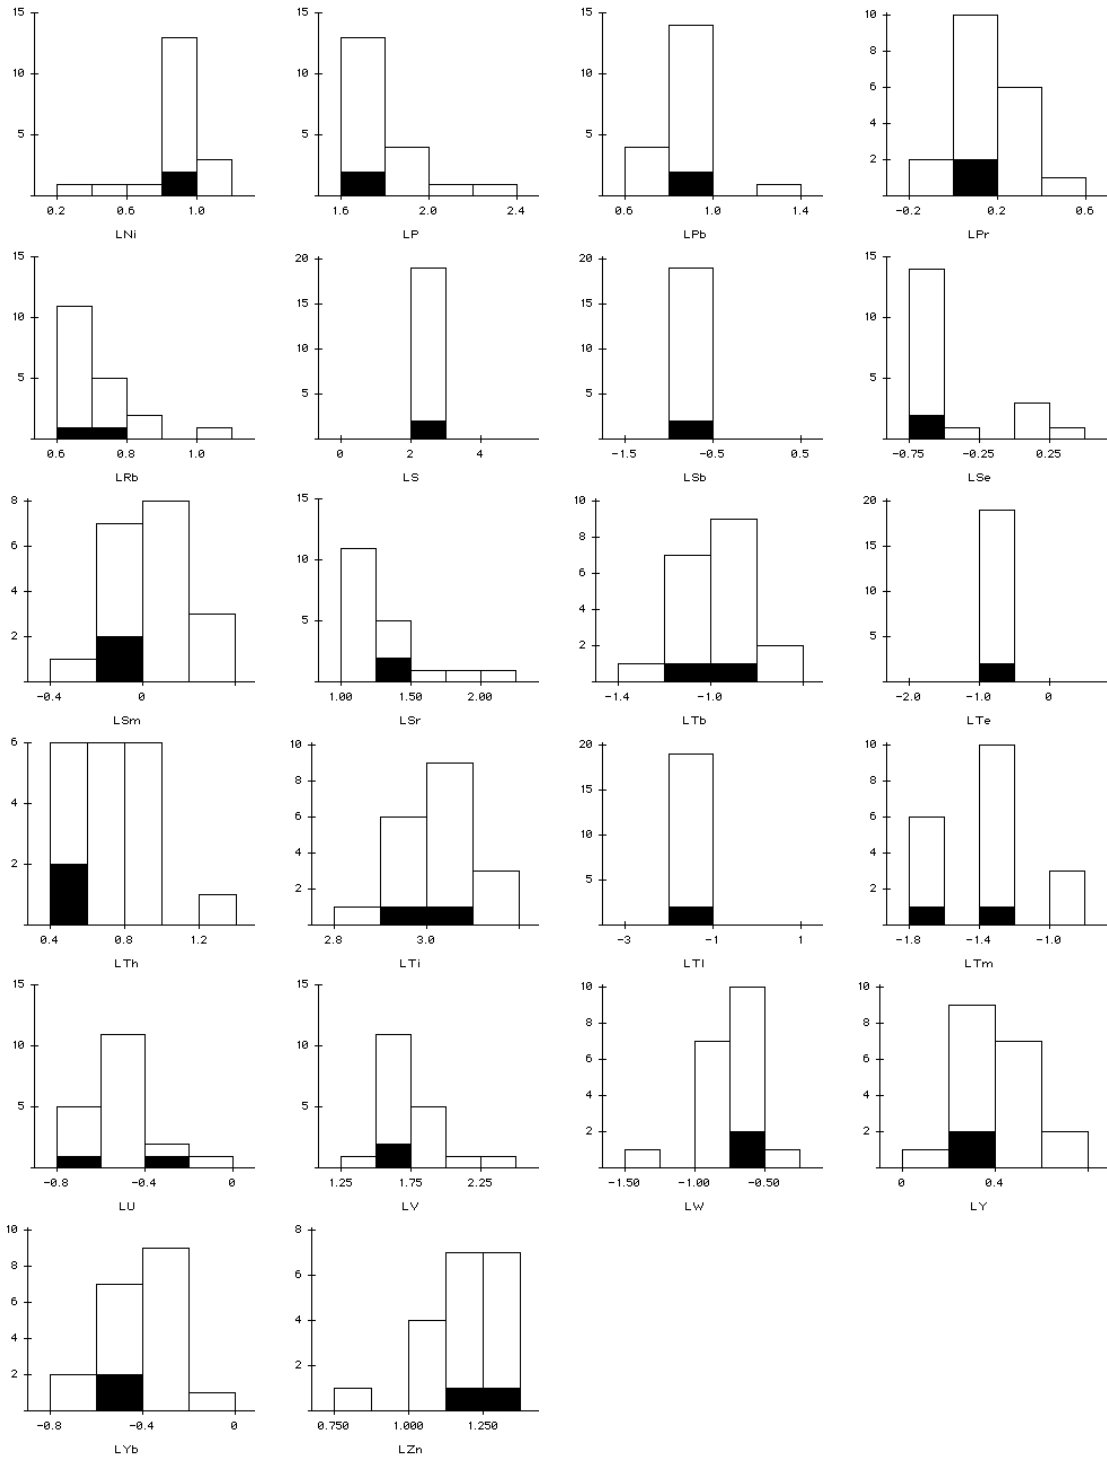 15 15 15 10
10 10 10 8
6
5 5 5 4
2
0.2 0.6 1.0 1.6 2.0 2.4 0.6 1.0 1.4 -0.2 0.2 0.6
LNi LP LPb LPr
15 20 20 15
15 15
10 10 10 10
5 5 5 5
0.6 0.8 1.0 0 2 4 -1.5 -0.5 0.5 -0.75 -0.25 0.25
LRb LS LSb LSe
8 15 10 20
6 10 8 15
4 6 10
2 5 4 5
2
-0.4 0 1.00 1.50 2.00 -1.4 -1.0 -2.0 -1.0 0
LSm LSr LTb LTe
6 10 20 10
4 8 15 8
6 10 6
2 4 5 4
2 2
0.4 0.8 1.2 2.8 3.0 -3 -1 1 -1.8 -1.4 -1.0
LTh LTi LTl LTm
15 15 10 10
10 10 8 8
6 6
5 5 4 4
2 2
-0.8 -0.4 0 1.25 1.75 2.25 -1.50 -1.00 -0.50 0 0.4
LU LV LW LY
10 8
8 6
6
4 4
2 2
-0.8 -0.4 0 0.750 1.000 1.250
LYb LZn